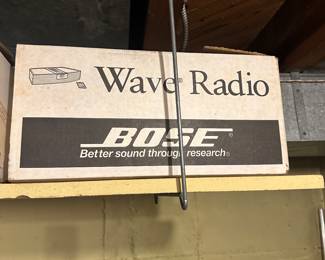 Wave® Radio
BOSE®
Better sound through research®